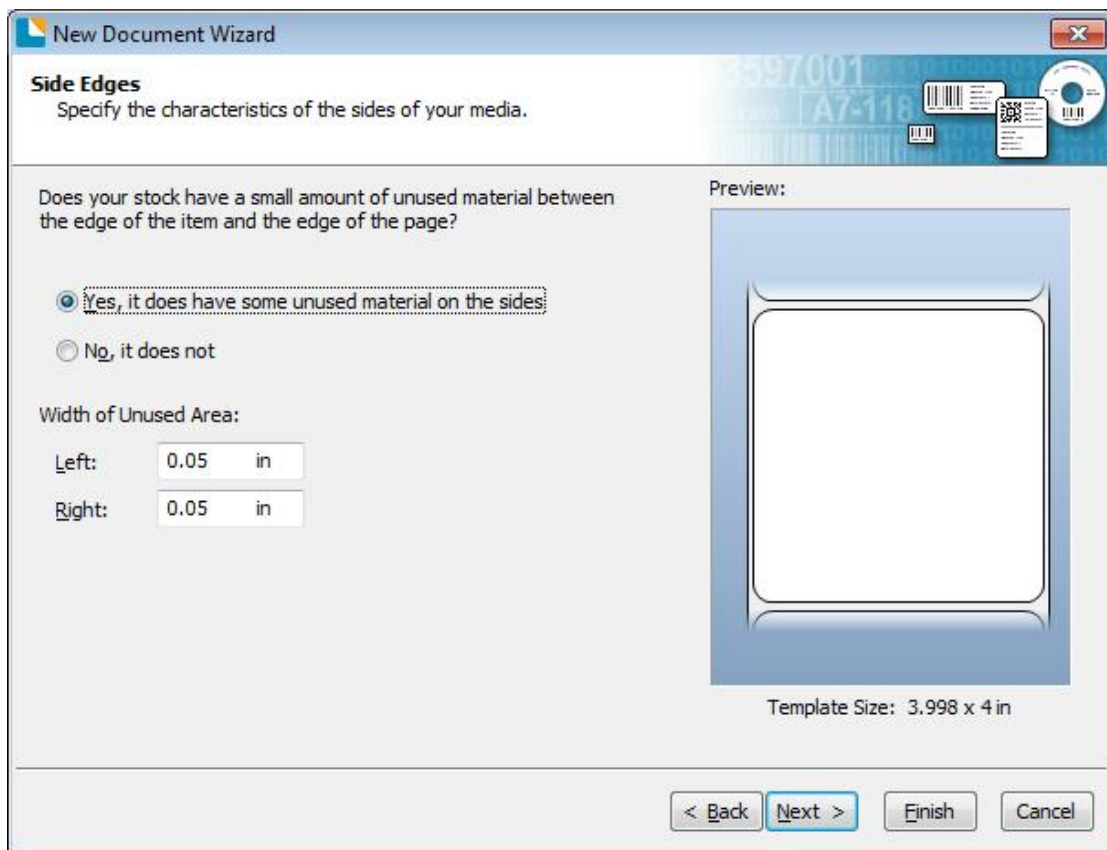 New Document Wizard
Side Edges
Specify the characteristics of the sides of your media.
3597001
A7-118
Does your stock have a small amount of unused material between
the edge of the item and the edge of the page?
Preview:
Yes, it does have some unused material on the sides
No, it does not
Width of Unused Area:
Left: 0.05 in
Right: 0.05 in
Template Size: 3.998 x 4 in
< Back Next > Finish Cancel